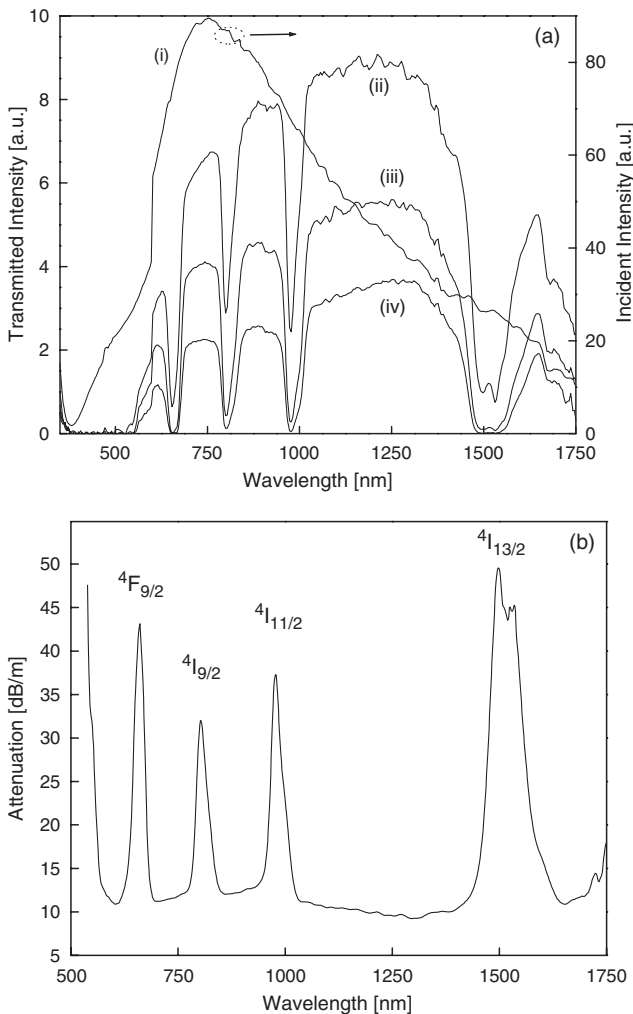 (a)
(i)
(ii)
(iii)
(iv)
Transmitted Intensity [a.u.]
10
8
6
4
2
0
Incident Intensity [a.u.]
80
60
40
20
0
500 750 1000 1250 1500 1750
Wavelength [nm]
(b)
⁴F₉/₂
⁴I₉/₂
⁴I₁₁/₂
⁴I₁₃/₂
Attenuation [dB/m]
50
45
40
35
30
25
20
15
10
5
500 750 1000 1250 1500 1750
Wavelength [nm]